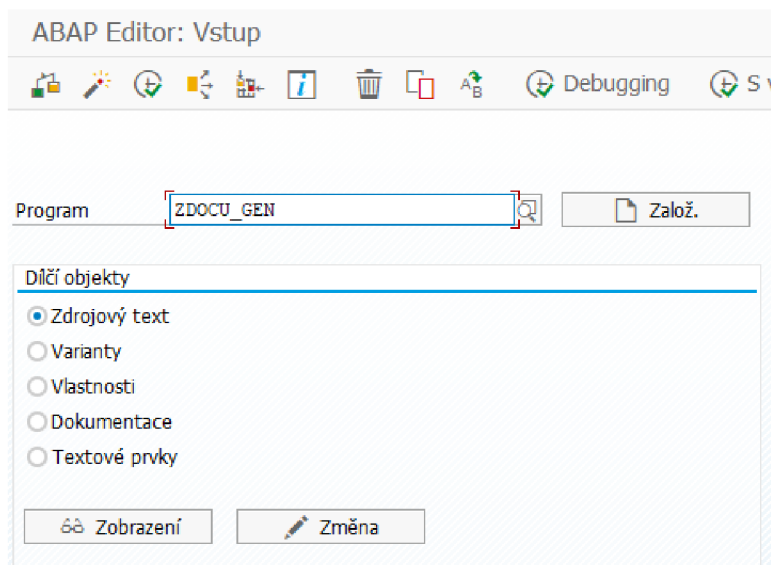 ABAP Editor: Vstup
Debugging S
Program ZDOCU_GEN Založ.
Dílčí objekty
Zdrojový text
Varianty
Vlastnosti
Dokumentace
Textové prvky
Zobrazení Změna